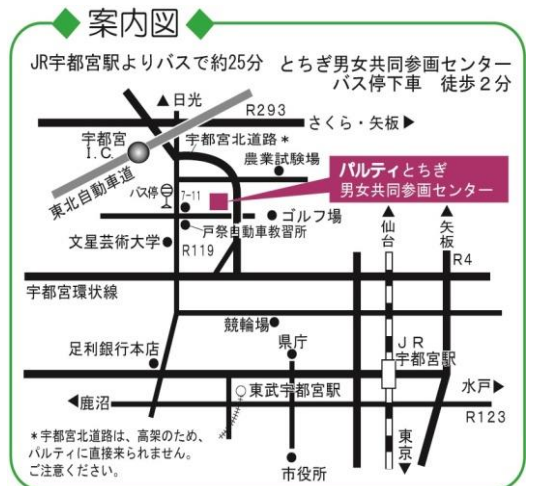 案内図
JR宇都宮駅よりバスで約25分 とちぎ男女共同参画センター
バス停下車 徒歩2分
▲日光
R293
さくら・矢板▶
宇都宮
I.C.
宇都宮北道路*
農業試験場
東北自動車道
バス停
7-11
パルティとちぎ
男女共同参画センター
ゴルフ場
戸祭自動車教習所
文星芸術大学
R119
▲仙台
▲矢板
R4
宇都宮環状線
競輪場
足利銀行本店
県庁
JR
宇都宮駅
東武宇都宮駅
水戸▶
◀鹿沼
R123
*宇都宮北道路は、高架のため、
パルティに直接来られません。
ご注意ください。
市役所
東京▼